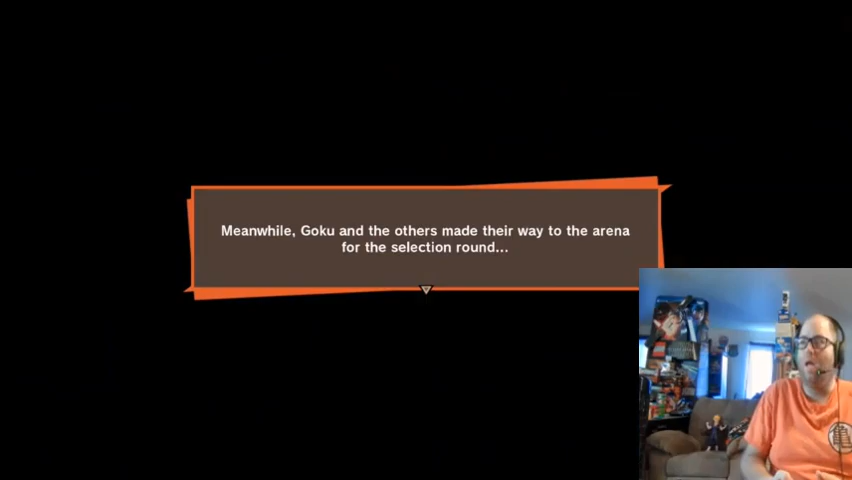 Meanwhile, Goku and the others made their way to the arena
for the selection round...